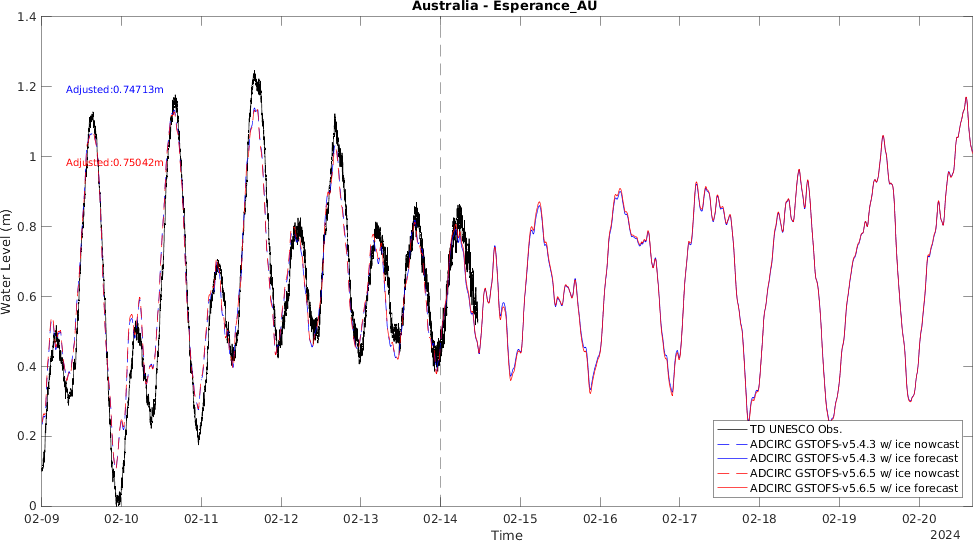 Australia - Esperance_AU
1.4
1.2
1
0.8
0.6
0.4
0.2
0
Water Level (m)
Adjusted:0.74713m
Adjusted:0.75042m
TD UNESCO Obs.
ADCIRC GSTOFS-v5.4.3 w/ ice nowcast
ADCIRC GSTOFS-v5.4.3 w/ ice forecast
ADCIRC GSTOFS-v5.6.5 w/ ice nowcast
ADCIRC GSTOFS-v5.6.5 w/ ice forecast
02-09 02-10 02-11 02-12 02-13 02-14 02-15 02-16 02-17 02-18 02-19 02-20
Time
2024